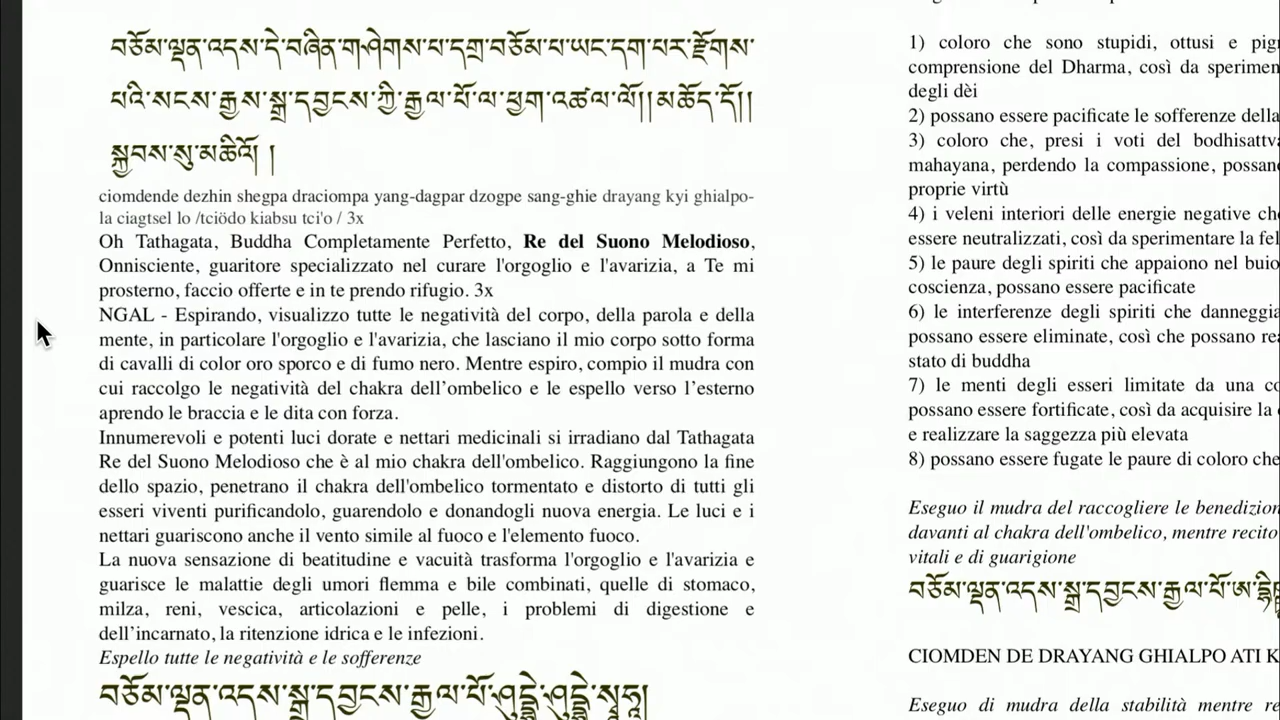 བཅོམ་ལྡན་འདས་དེ་བཞིན་གཤེགས་པ་དགྲ་བཅོམ་པ་ཡང་དག་པར་རྫོགས་
པའི་སངས་རྒྱས་སྒྲ་དབྱངས་ཀྱི་རྒྱལ་པོ་ལ་ཕྱག་འཚལ་ལོ།།མཆོད་དོ།།
སྐྱབས་སུ་མཆིའོ། །
ciomdende dezhin shegpa draciompa yang-dagpar dzogpe sang-ghie drayang kyi ghialpo-
la ciagtsel lo /tciödo kiabsu tci'o / 3x
Oh Tathagata, Buddha Completamente Perfetto, Re del Suono Melodioso,
Onnisciente, guaritore specializzato nel curare l'orgoglio e l'avarizia, a Te mi
prosterno, faccio offerte e in te prendo rifugio. 3x
NGAL - Espirando, visualizzo tutte le negatività del corpo, della parola e della
mente, in particolare l'orgoglio e l'avarizia, che lasciano il mio corpo sotto forma
di cavalli di color oro sporco e di fumo nero. Mentre espiro, compio il mudra con
cui raccolgo le negatività del chakra dell’ombelico e le espello verso l’esterno
aprendo le braccia e le dita con forza.
Innumerevoli e potenti luci dorate e nettari medicinali si irradiano dal Tathagata
Re del Suono Melodioso che è al mio chakra dell'ombelico. Raggiungono la fine
dello spazio, penetrano il chakra dell'ombelico tormentato e distorto di tutti gli
esseri viventi purificandolo, guarendolo e donandogli nuova energia. Le luci e i
nettari guariscono anche il vento simile al fuoco e l'elemento fuoco.
La nuova sensazione di beatitudine e vacuità trasforma l'orgoglio e l'avarizia e
guarisce le malattie degli umori flemma e bile combinati, quelle di stomaco,
milza, reni, vescica, articolazioni e pelle, i problemi di digestione e
dell’incarnato, la ritenzione idrica e le infezioni.
Espello tutte le negatività e le sofferenze
བཅོམ་ལྡན་འདས་སྒྲ་དབྱངས་རྒྱལ་པོ་ཤུདྡྷེ་ཤུདྡྷེ་སྭཱཧཱ།
1) coloro che sono stupidi, ottusi e pig
comprensione del Dharma, così da sperimen
degli dèi
2) possano essere pacificate le sofferenze della
3) coloro che, presi i voti del bodhisattva
mahayana, perdendo la compassione, possan
proprie virtù
4) i veleni interiori delle energie negative ch
essere neutralizzati, così da sperimentare la fel
5) le paure degli spiriti che appaiono nel buio
coscienza, possano essere pacificate
6) le interferenze degli spiriti che danneggia
possano essere eliminate, così che possano rea
stato di buddha
7) le menti degli esseri limitate da una co
possano essere fortificate, così da acquisire la
e realizzare la saggezza più elevata
8) possano essere fugate le paure di coloro che
Eseguo il mudra del raccogliere le benedizion
davanti al chakra dell'ombelico, mentre recito
vitali e di guarigione
བཅོམ་ལྡན་འདས་སྒྲ་དབྱངས་རྒྱལ་པོ་ཨ་
CIOMDEN DE DRAYANG GHIALPO ATI K
Eseguo di mudra della stabilità mentre re